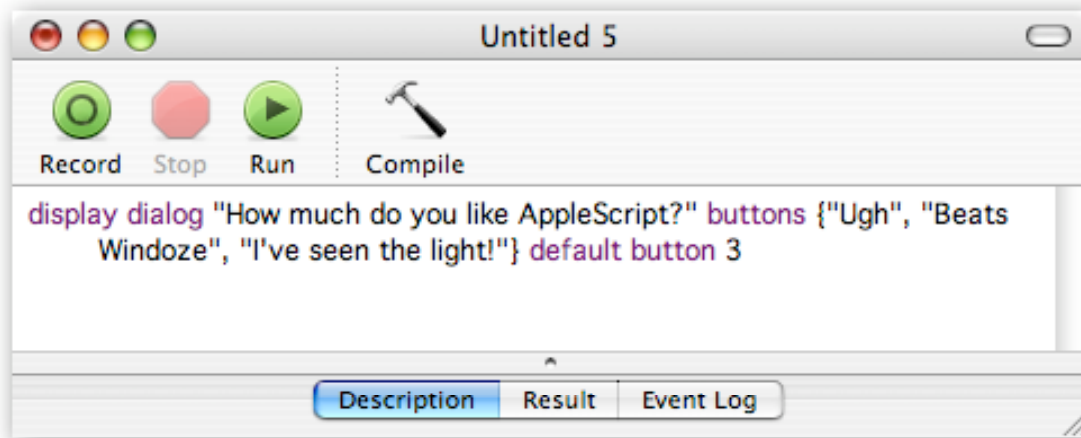 Untitled 5
Record Stop Run Compile
display dialog "How much do you like AppleScript?" buttons {"Ugh", "Beats
Windoze", "I've seen the light!"} default button 3
Description Result Event Log